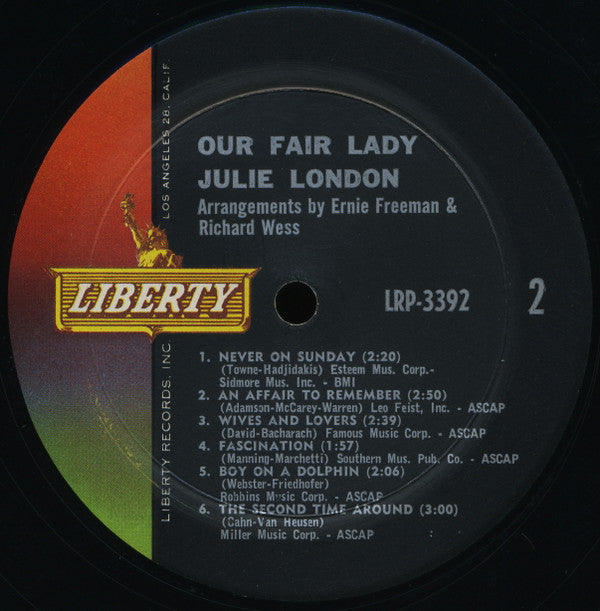 OUR FAIR LADY
JULIE LONDON
Arrangements by Ernie Freeman &
Richard Wess
LIBERTY
LRP-3392
2
1. NEVER ON SUNDAY (2:20)
(Towne-Hadjidakis) Esteem Mus. Corp.-
Sidmore Mus. Inc. - BMI
2. AN AFFAIR TO REMEMBER (2:50)
(Adamson-McCarey-Warren) Leo Feist, Inc. - ASCAP
3. WIVES AND LOVERS (2:39)
(David-Bacharach) Famous Music Corp. - ASCAP
4. FASCINATION (1:57)
(Manning-Marchetti) Southern Mus. Pub. Co. - ASCAP
5. BOY ON A DOLPHIN (2:06)
(Webster-Friedhofer)
Robbins Music Corp. - ASCAP
6. THE SECOND TIME AROUND (3:00)
(Cahn-Van Heusen)
Miller Music Corp. - ASCAP
LIBERTY RECORDS, INC.
LOS ANGELES 28, CALIF.